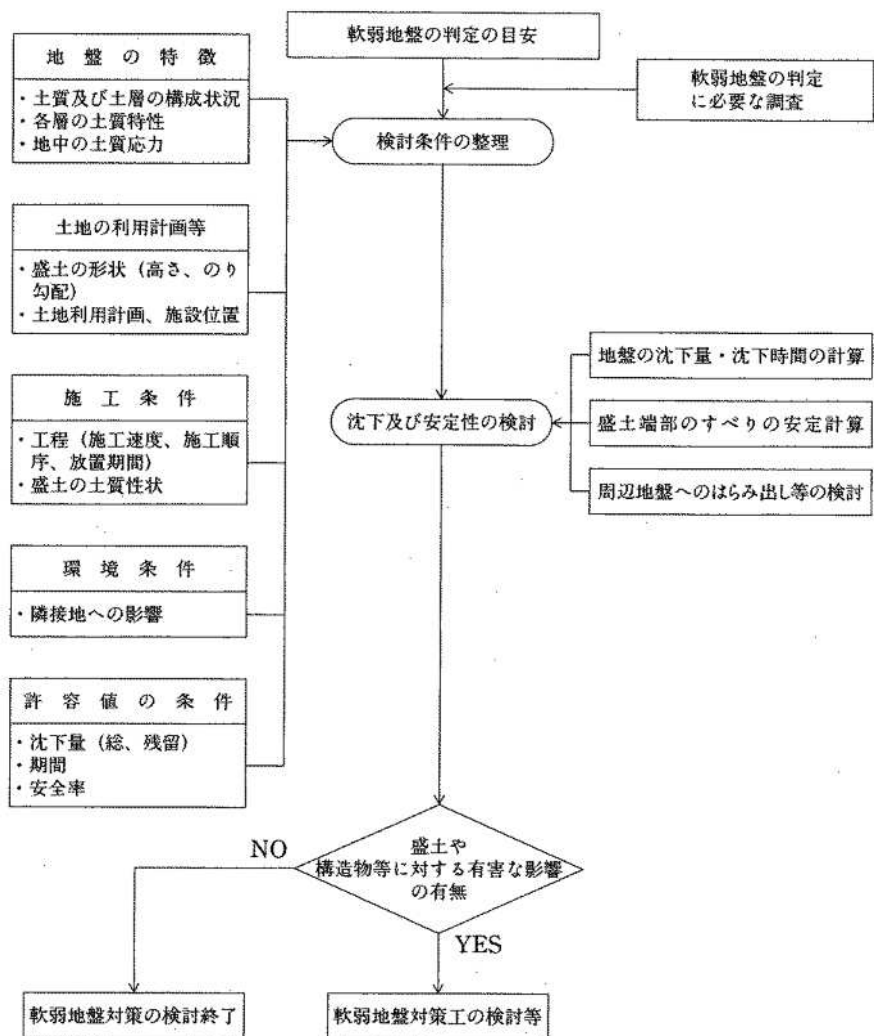 軟弱地盤の判定の目安
軟弱地盤の判定
に必要な調査
検討条件の整理
地盤の特徴
・土質及び土層の構成状況
・各層の土質特性
・地中の土質応力
土地の利用計画等
・盛土の形状(高さ、のり
勾配)
・土地利用計画、施設位置
施工条件
・工程(施工速度、施工順
序、放置期間)
・盛土の土質性状
環境条件
・隣接地への影響
許容値の条件
・沈下量(総、残留)
・期間
・安全率
沈下及び安定性の検討
地盤の沈下量・沈下時間の計算
盛土端部のすべりの安定計算
周辺地盤へのはらみ出し等の検討
盛土や
構造物等に対する有害な影響
の有無
NO
YES
軟弱地盤対策の検討終了
軟弱地盤対策工の検討等